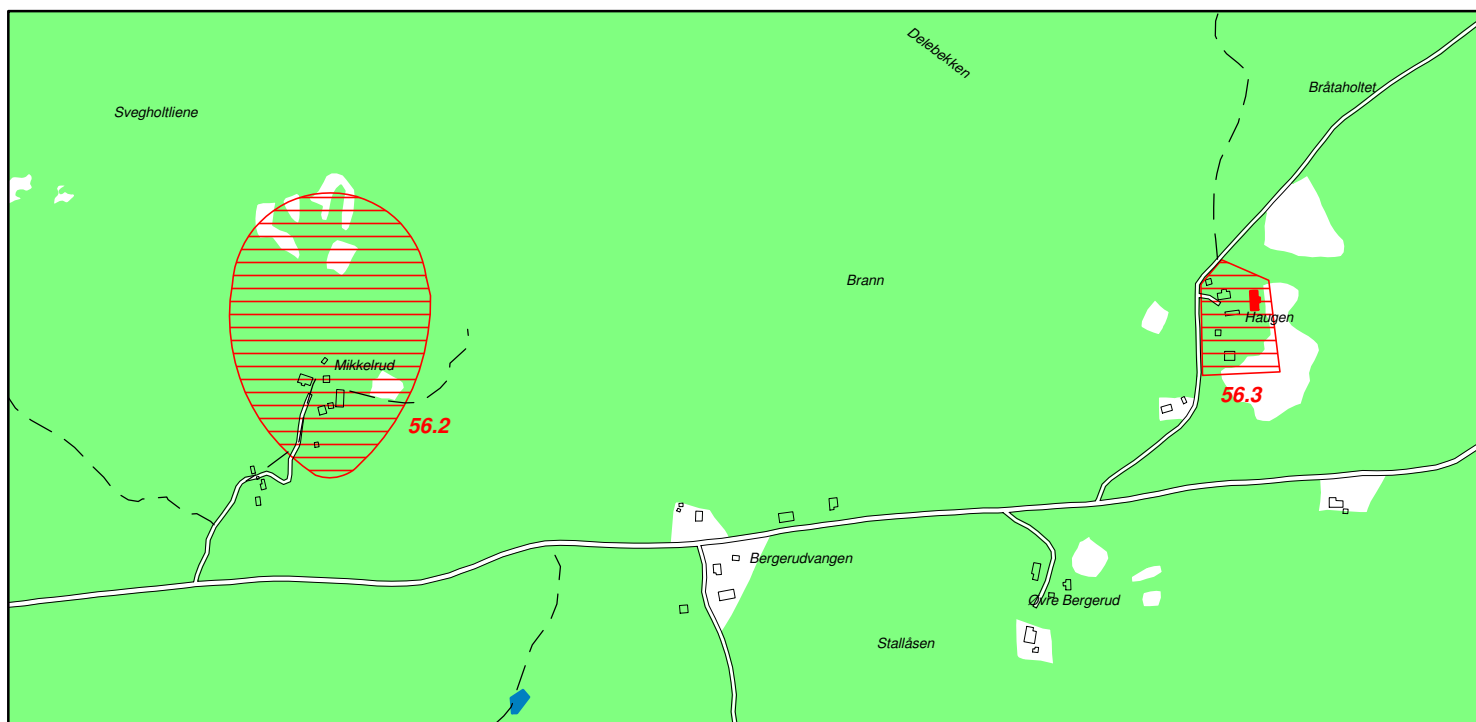 Delebekken
Bråtaholtet
Svegholtliene
Brann
Haugen
Mikkelrud
56.3
56.2
Bergerudvangen
Øvre Bergerud
Stallåsen